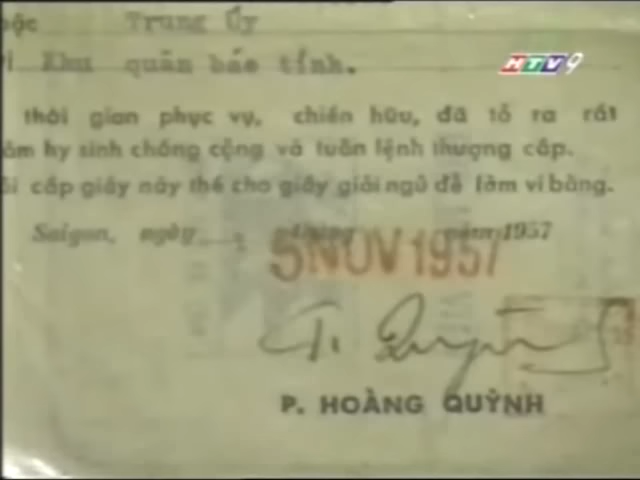 bộc Trung Úy
HTV9
Khu quân báo tỉnh.
thời gian phục vụ, chiến hữu, đã tỏ ra rất
hy sinh chống cộng và tuân lệnh thượng cấp.
cấp giấy này thế cho giấy giải ngũ để làm vi bằng.
Saigon, ngày tháng năm 1957
5 NOV 1957
P. HOÀNG QUỲNH